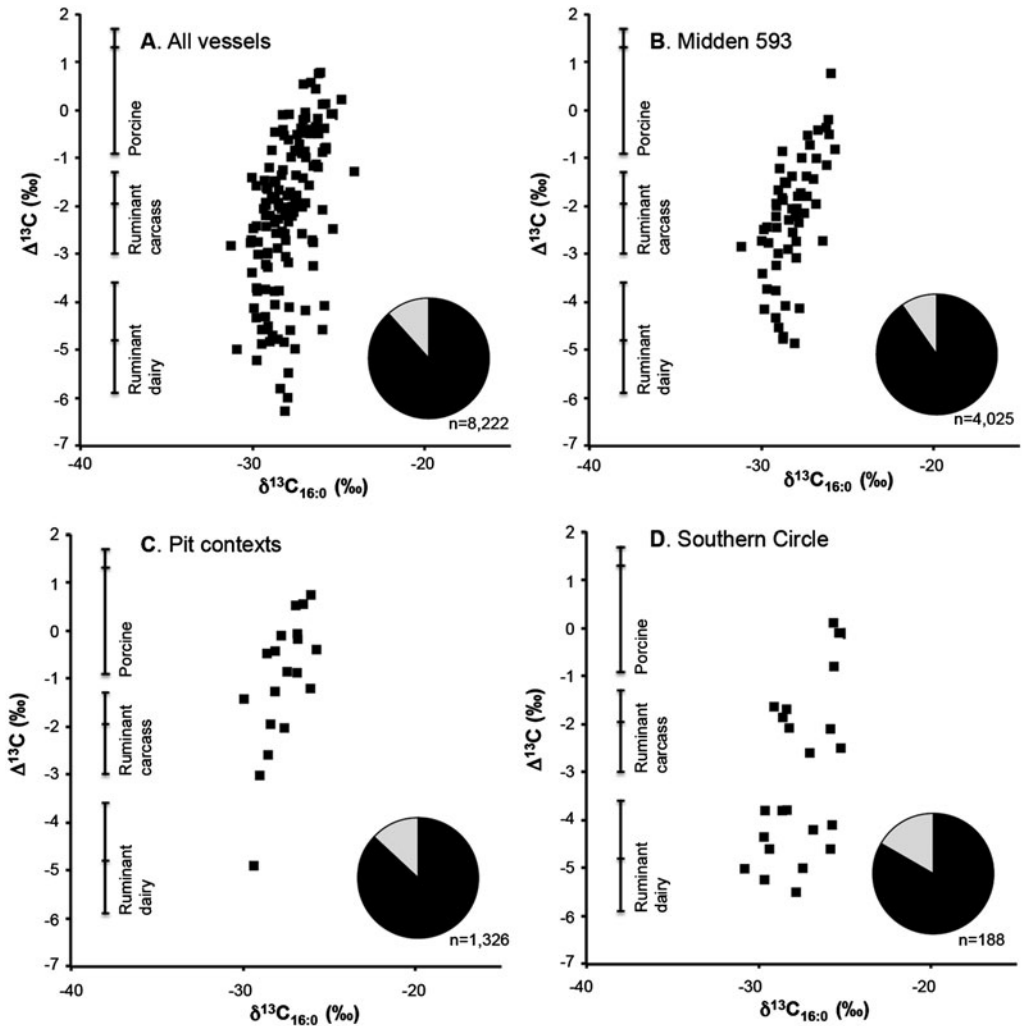 A. All vessels
2
1
0
-1
-2
-3
-4
-5
-6
-7
Δ¹³C (‰)
Porcine
Ruminant carcass
Ruminant dairy
n=8,222
-40
-30
-20
δ¹³C₁₆:₀ (‰)
B. Midden 593
2
1
0
-1
-2
-3
-4
-5
-6
-7
Δ¹³C (‰)
Porcine
Ruminant carcass
Ruminant dairy
n=4,025
-40
-30
-20
δ¹³C₁₆:₀ (‰)
C. Pit contexts
2
1
0
-1
-2
-3
-4
-5
-6
-7
Δ¹³C (‰)
Porcine
Ruminant carcass
Ruminant dairy
n=1,326
-40
-30
-20
δ¹³C₁₆:₀ (‰)
D. Southern Circle
2
1
0
-1
-2
-3
-4
-5
-6
-7
Δ¹³C (‰)
Porcine
Ruminant carcass
Ruminant dairy
n=188
-40
-30
-20
δ¹³C₁₆:₀ (‰)